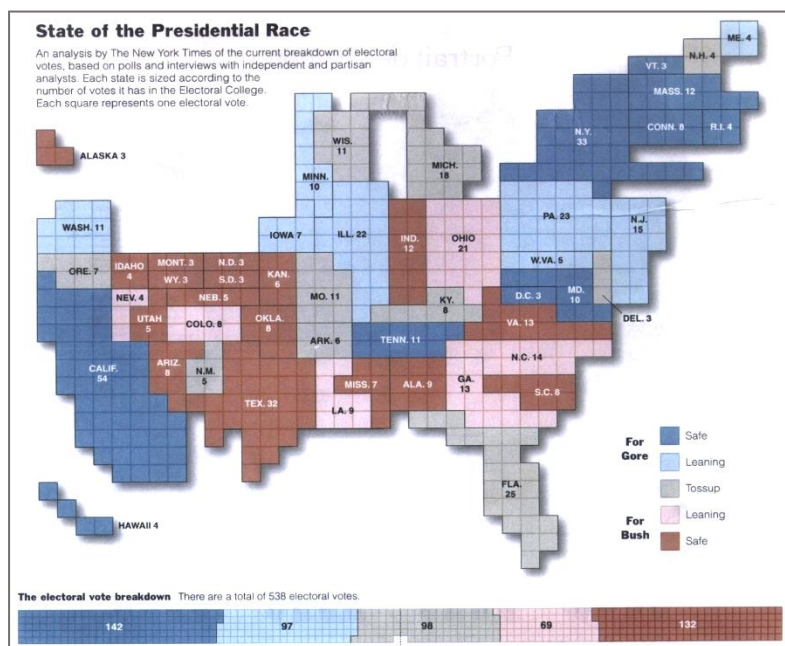 State of the Presidential Race
An analysis by The New York Times of the current breakdown of electoral
votes, based on polls and interviews with independent and partisan
analysts. Each state is sized according to the
number of votes it has in the Electoral College.
Each square represents one electoral vote.
ME. 4
N.H. 4
VT. 3
MASS. 12
N.Y.
33
CONN. 8
R.I. 4
ALASKA 3
WIS.
11
MICH.
18
MINN.
10
WASH. 11
IOWA 7
ILL. 22
IND.
12
OHIO
21
PA. 23
N.J.
15
ORE. 7
IDAHO
4
MONT. 3
N.D. 3
WY. 3
S.D. 3
KAN.
6
W.VA. 5
NEV. 4
NEB. 5
MO. 11
KY.
8
D.C. 3
MD.
10
DEL. 3
UTAH
5
COLO. 8
OKLA.
8
ARK. 6
TENN. 11
VA. 13
CALIF.
54
ARIZ.
8
N.M.
5
TEX. 32
LA. 9
MISS. 7
ALA. 9
GA.
13
N.C. 14
S.C. 8
FLA.
25
HAWAII 4
For
Gore
Safe
Leaning
Tossup
For
Bush
Leaning
Safe
The electoral vote breakdown There are a total of 538 electoral votes.
142
97
98
69
132